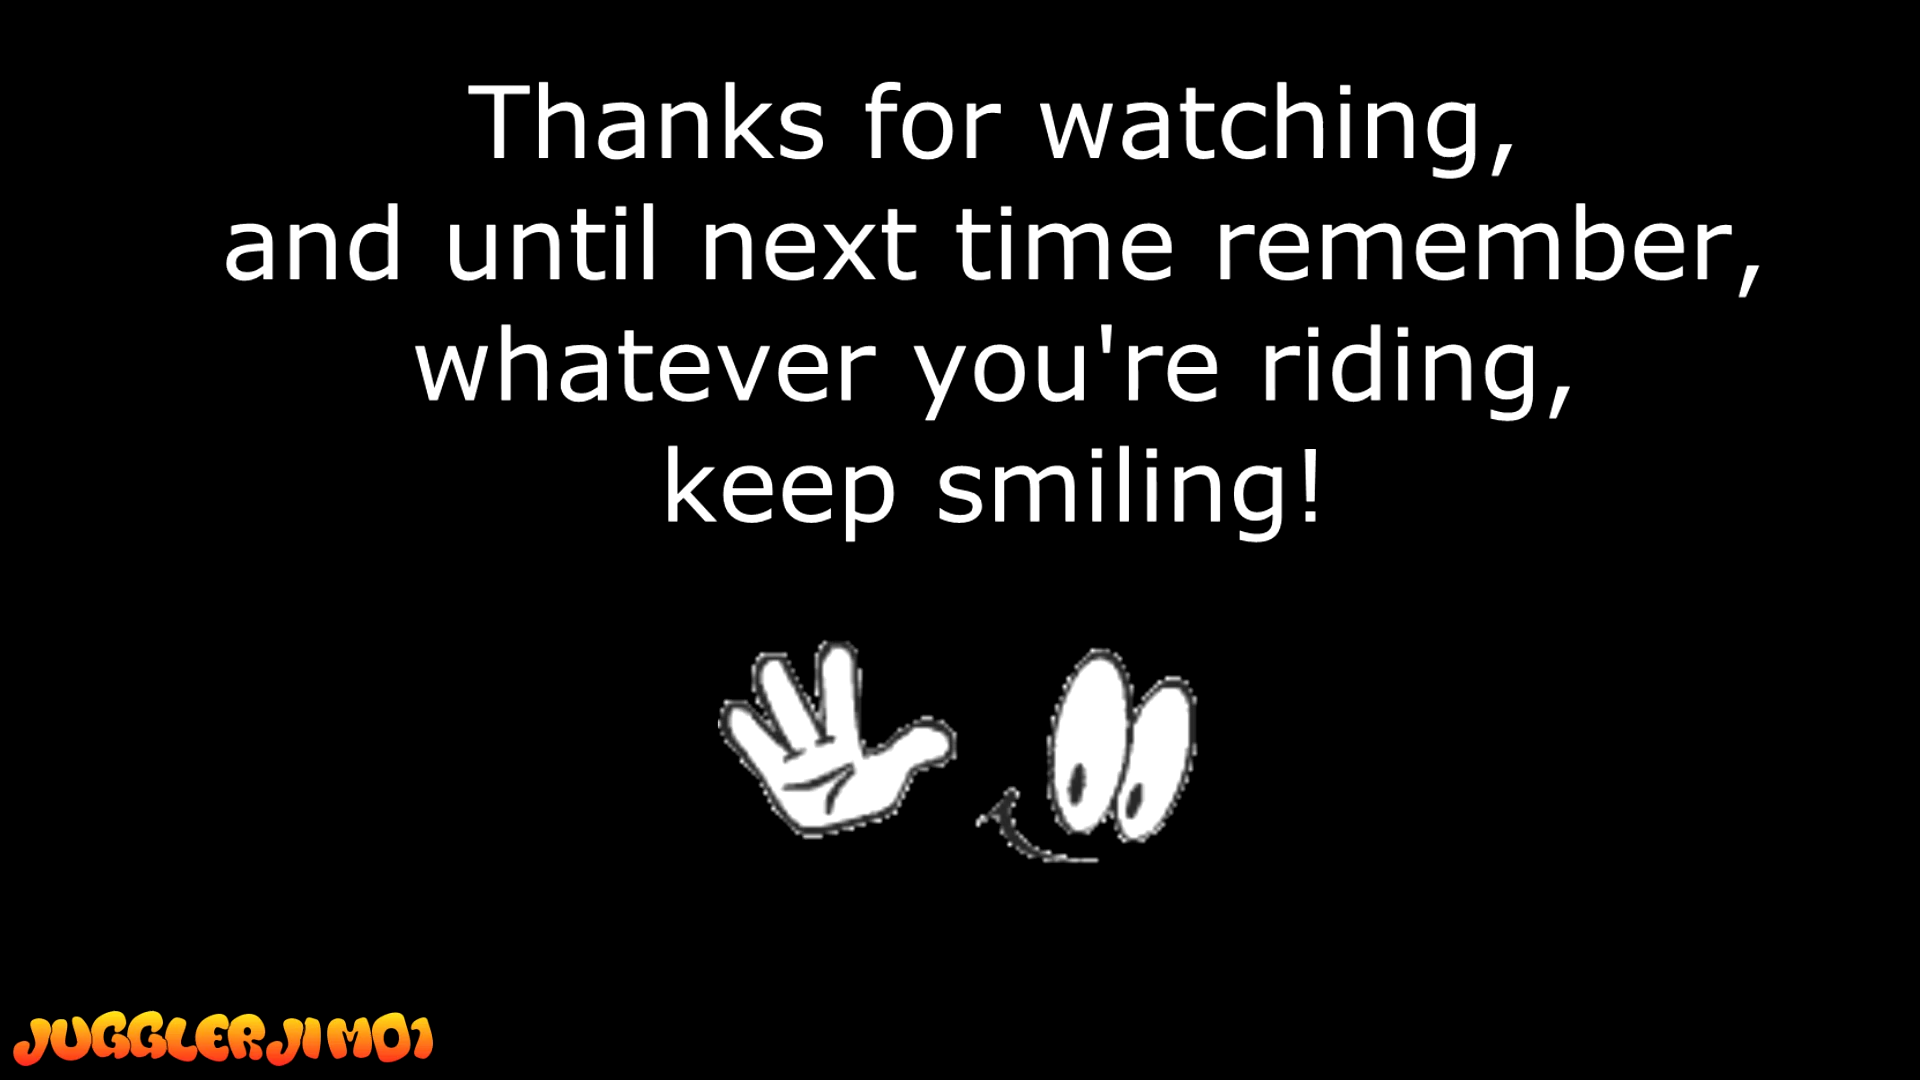 Thanks for watching,
and until next time remember,
whatever you're riding,
keep smiling!
JUGGLERJIM01